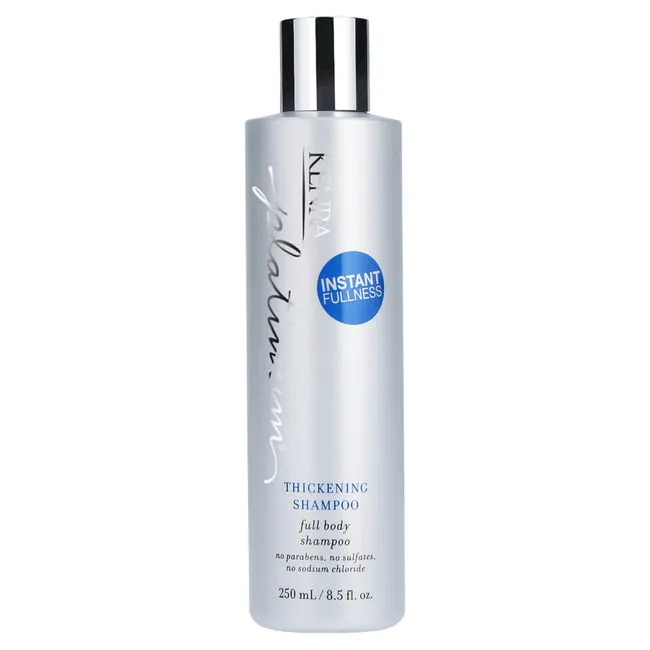 KENRA
platinum®
INSTANT
FULLNESS
THICKENING
SHAMPOO
full body
shampoo
no parabens, no sulfates,
no sodium chloride
250 mL / 8.5 fl. oz.